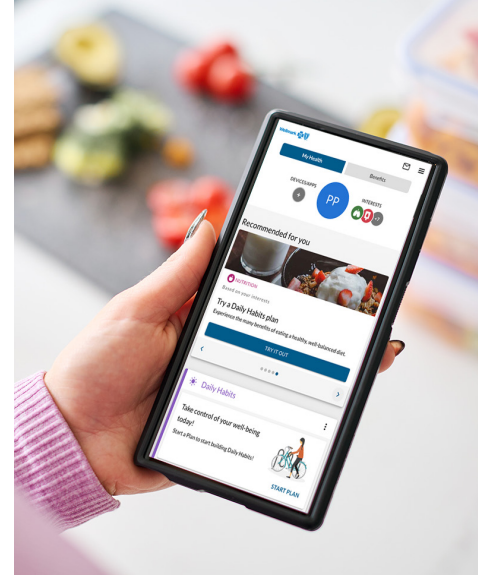 Wellmark
My Health
Benefits
DEVICES/APPS
INTERESTS
+
PP
+7
Recommended for you
NUTRITION
Based on your interests
Try a Daily Habits plan
Experience the many benefits of eating a healthy, well-balanced diet.
TRY IT OUT
Daily Habits
Take control of your well-being
today!
Start a Plan to start building Daily Habits!
START PLAN